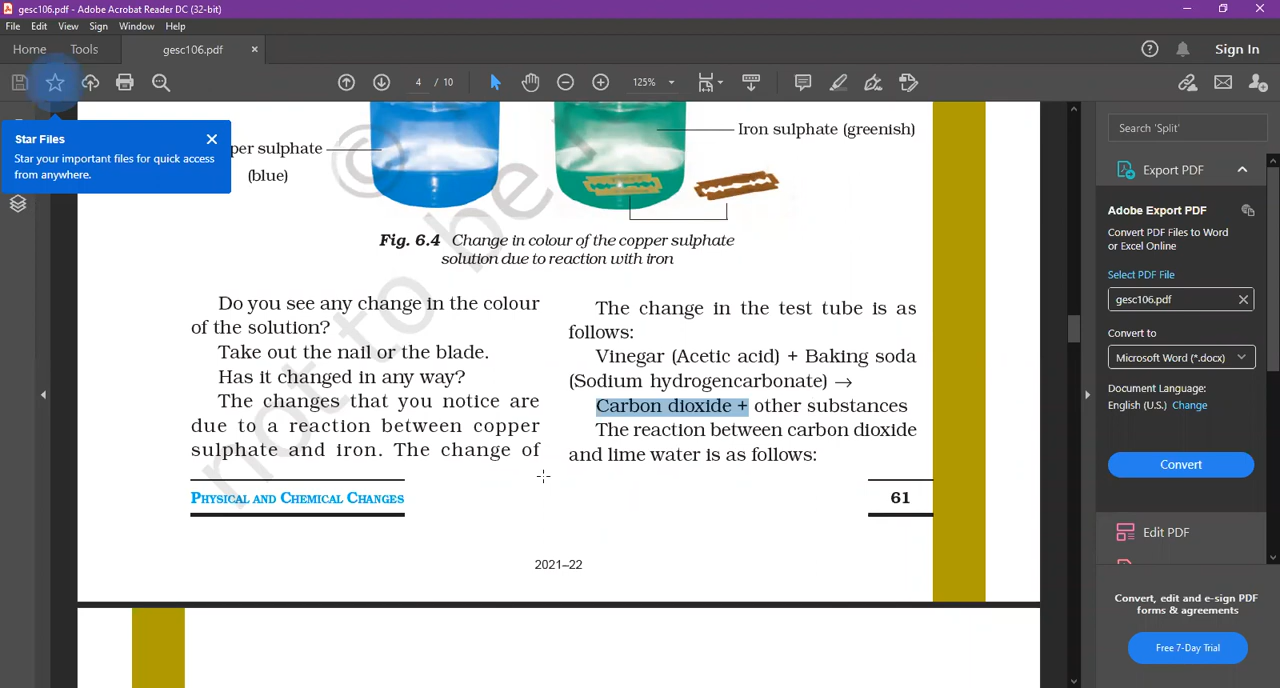 gesc106.pdf - Adobe Acrobat Reader DC (32-bit)
File Edit View Sign Window Help
Home Tools gesc106.pdf Sign In
4 / 10 125%
Star Files
Star your important files for quick access
from anywhere.
per sulphate
(blue)
Iron sulphate (greenish)
Fig. 6.4 Change in colour of the copper sulphate
solution due to reaction with iron
Do you see any change in the colour
of the solution?
Take out the nail or the blade.
Has it changed in any way?
The changes that you notice are
due to a reaction between copper
sulphate and iron. The change of
The change in the test tube is as
follows:
Vinegar (Acetic acid) + Baking soda
(Sodium hydrogencarbonate) →
Carbon dioxide + other substances
The reaction between carbon dioxide
and lime water is as follows:
© not to be
PHYSICAL AND CHEMICAL CHANGES
61
2021–22
Search 'Split'
Export PDF
Adobe Export PDF
Convert PDF Files to Word
or Excel Online
Select PDF File
gesc106.pdf
Convert to
Microsoft Word (*.docx)
Document Language:
English (U.S.) Change
Convert
Edit PDF
Convert, edit and e-sign PDF
forms & agreements
Free 7-Day Trial